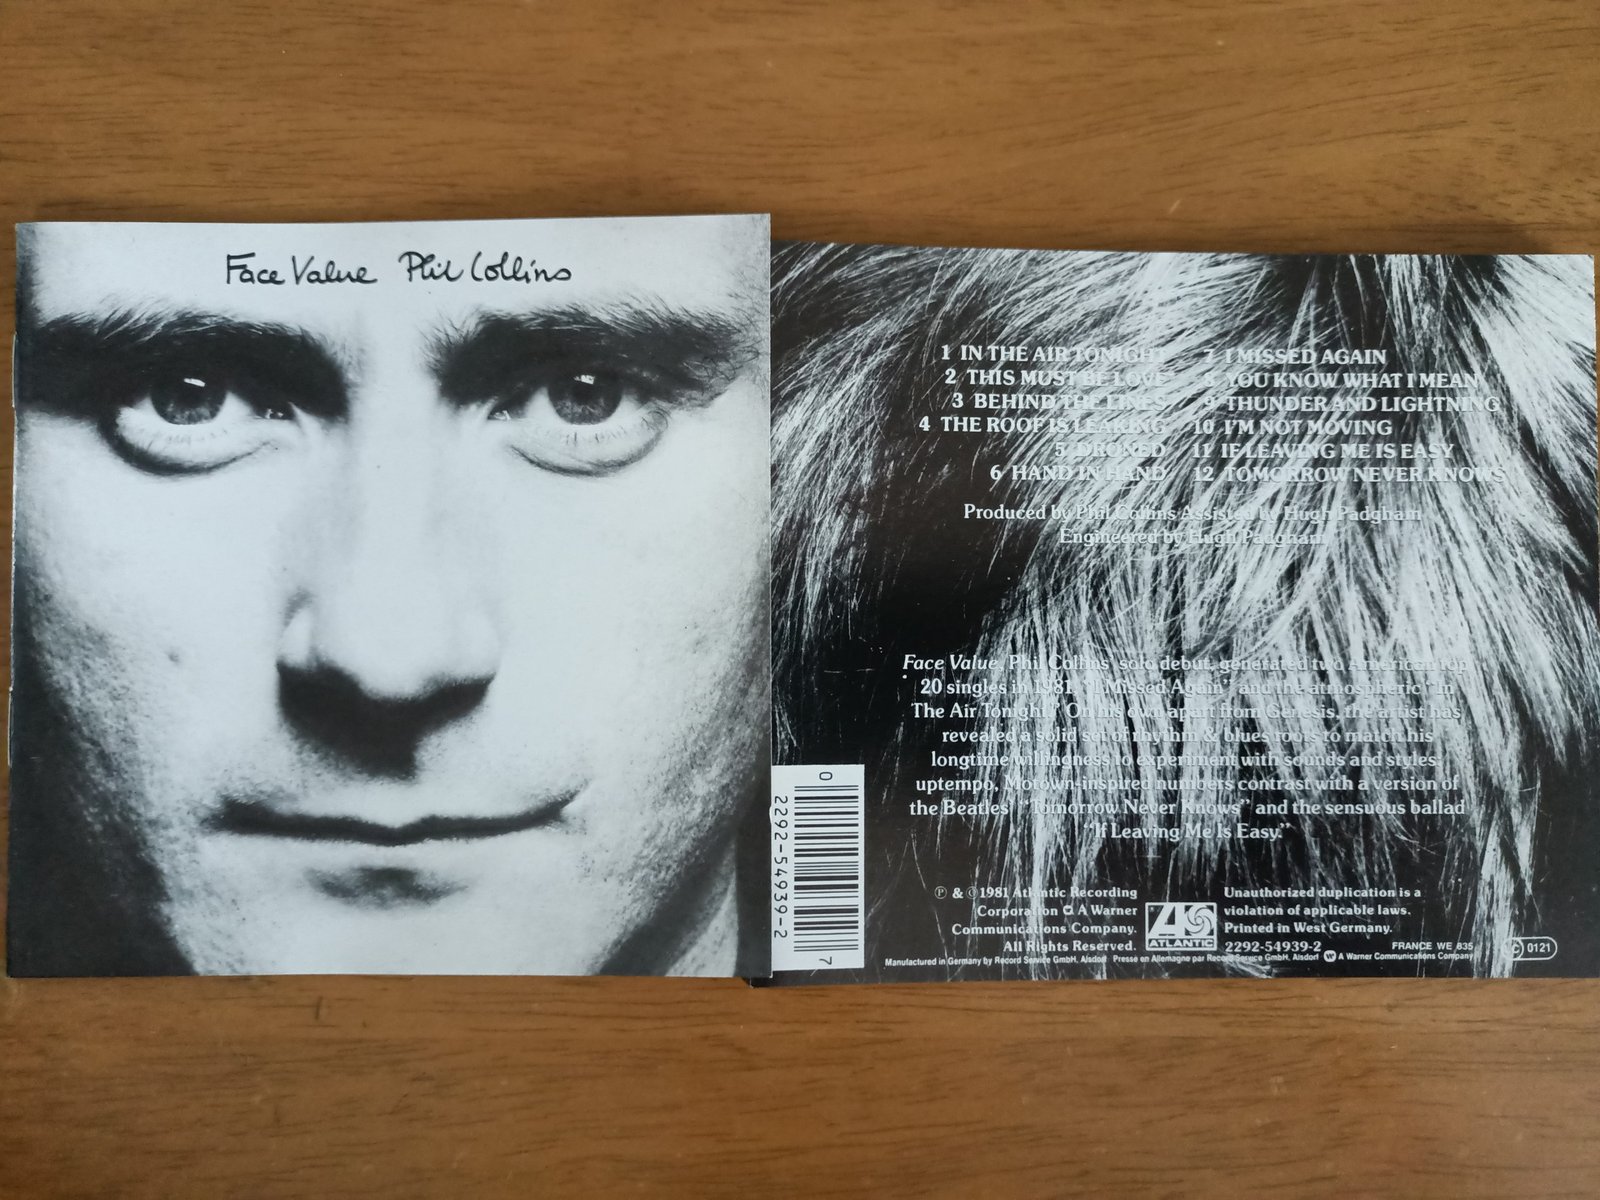 Face Value Phil Collins
1 IN THE AIR TONIGHT
2 THIS MUST BE LOVE
3 BEHIND THE LINES
4 THE ROOF IS LEAKING
5 DRONED
6 HAND IN HAND
7 I MISSED AGAIN
8 YOU KNOW WHAT I MEAN
9 THUNDER AND LIGHTNING
10 I'M NOT MOVING
11 IF LEAVING ME IS EASY
12 TOMORROW NEVER KNOWS
Produced by Phil Collins Assisted by Hugh Padgham
Engineered by Hugh Padgham
Face Value, Phil Collins' solo debut, generated two American top
20 singles in 1981, "I Missed Again" and the atmospheric "In
The Air Tonight." On his own apart from Genesis, the artist has
revealed a solid set of rhythm & blues roots to match his
longtime willingness to experiment with sounds and styles;
uptempo, Motown-inspired numbers contrast with a version of
the Beatles' "Tomorrow Never Knows" and the sensuous ballad
"If Leaving Me Is Easy."
0 2292-54939-2 7
℗ & © 1981 Atlantic Recording
Corporation A Warner
Communications Company.
All Rights Reserved.
ATLANTIC
Unauthorized duplication is a
violation of applicable laws.
Printed in West Germany.
2292-54939-2
FRANCE WE 835
Manufactured in Germany by Record Service GmbH, Alsdorf Presse en Allemagne par Record Service GmbH, Alsdorf A Warner Communications Company
C 0121